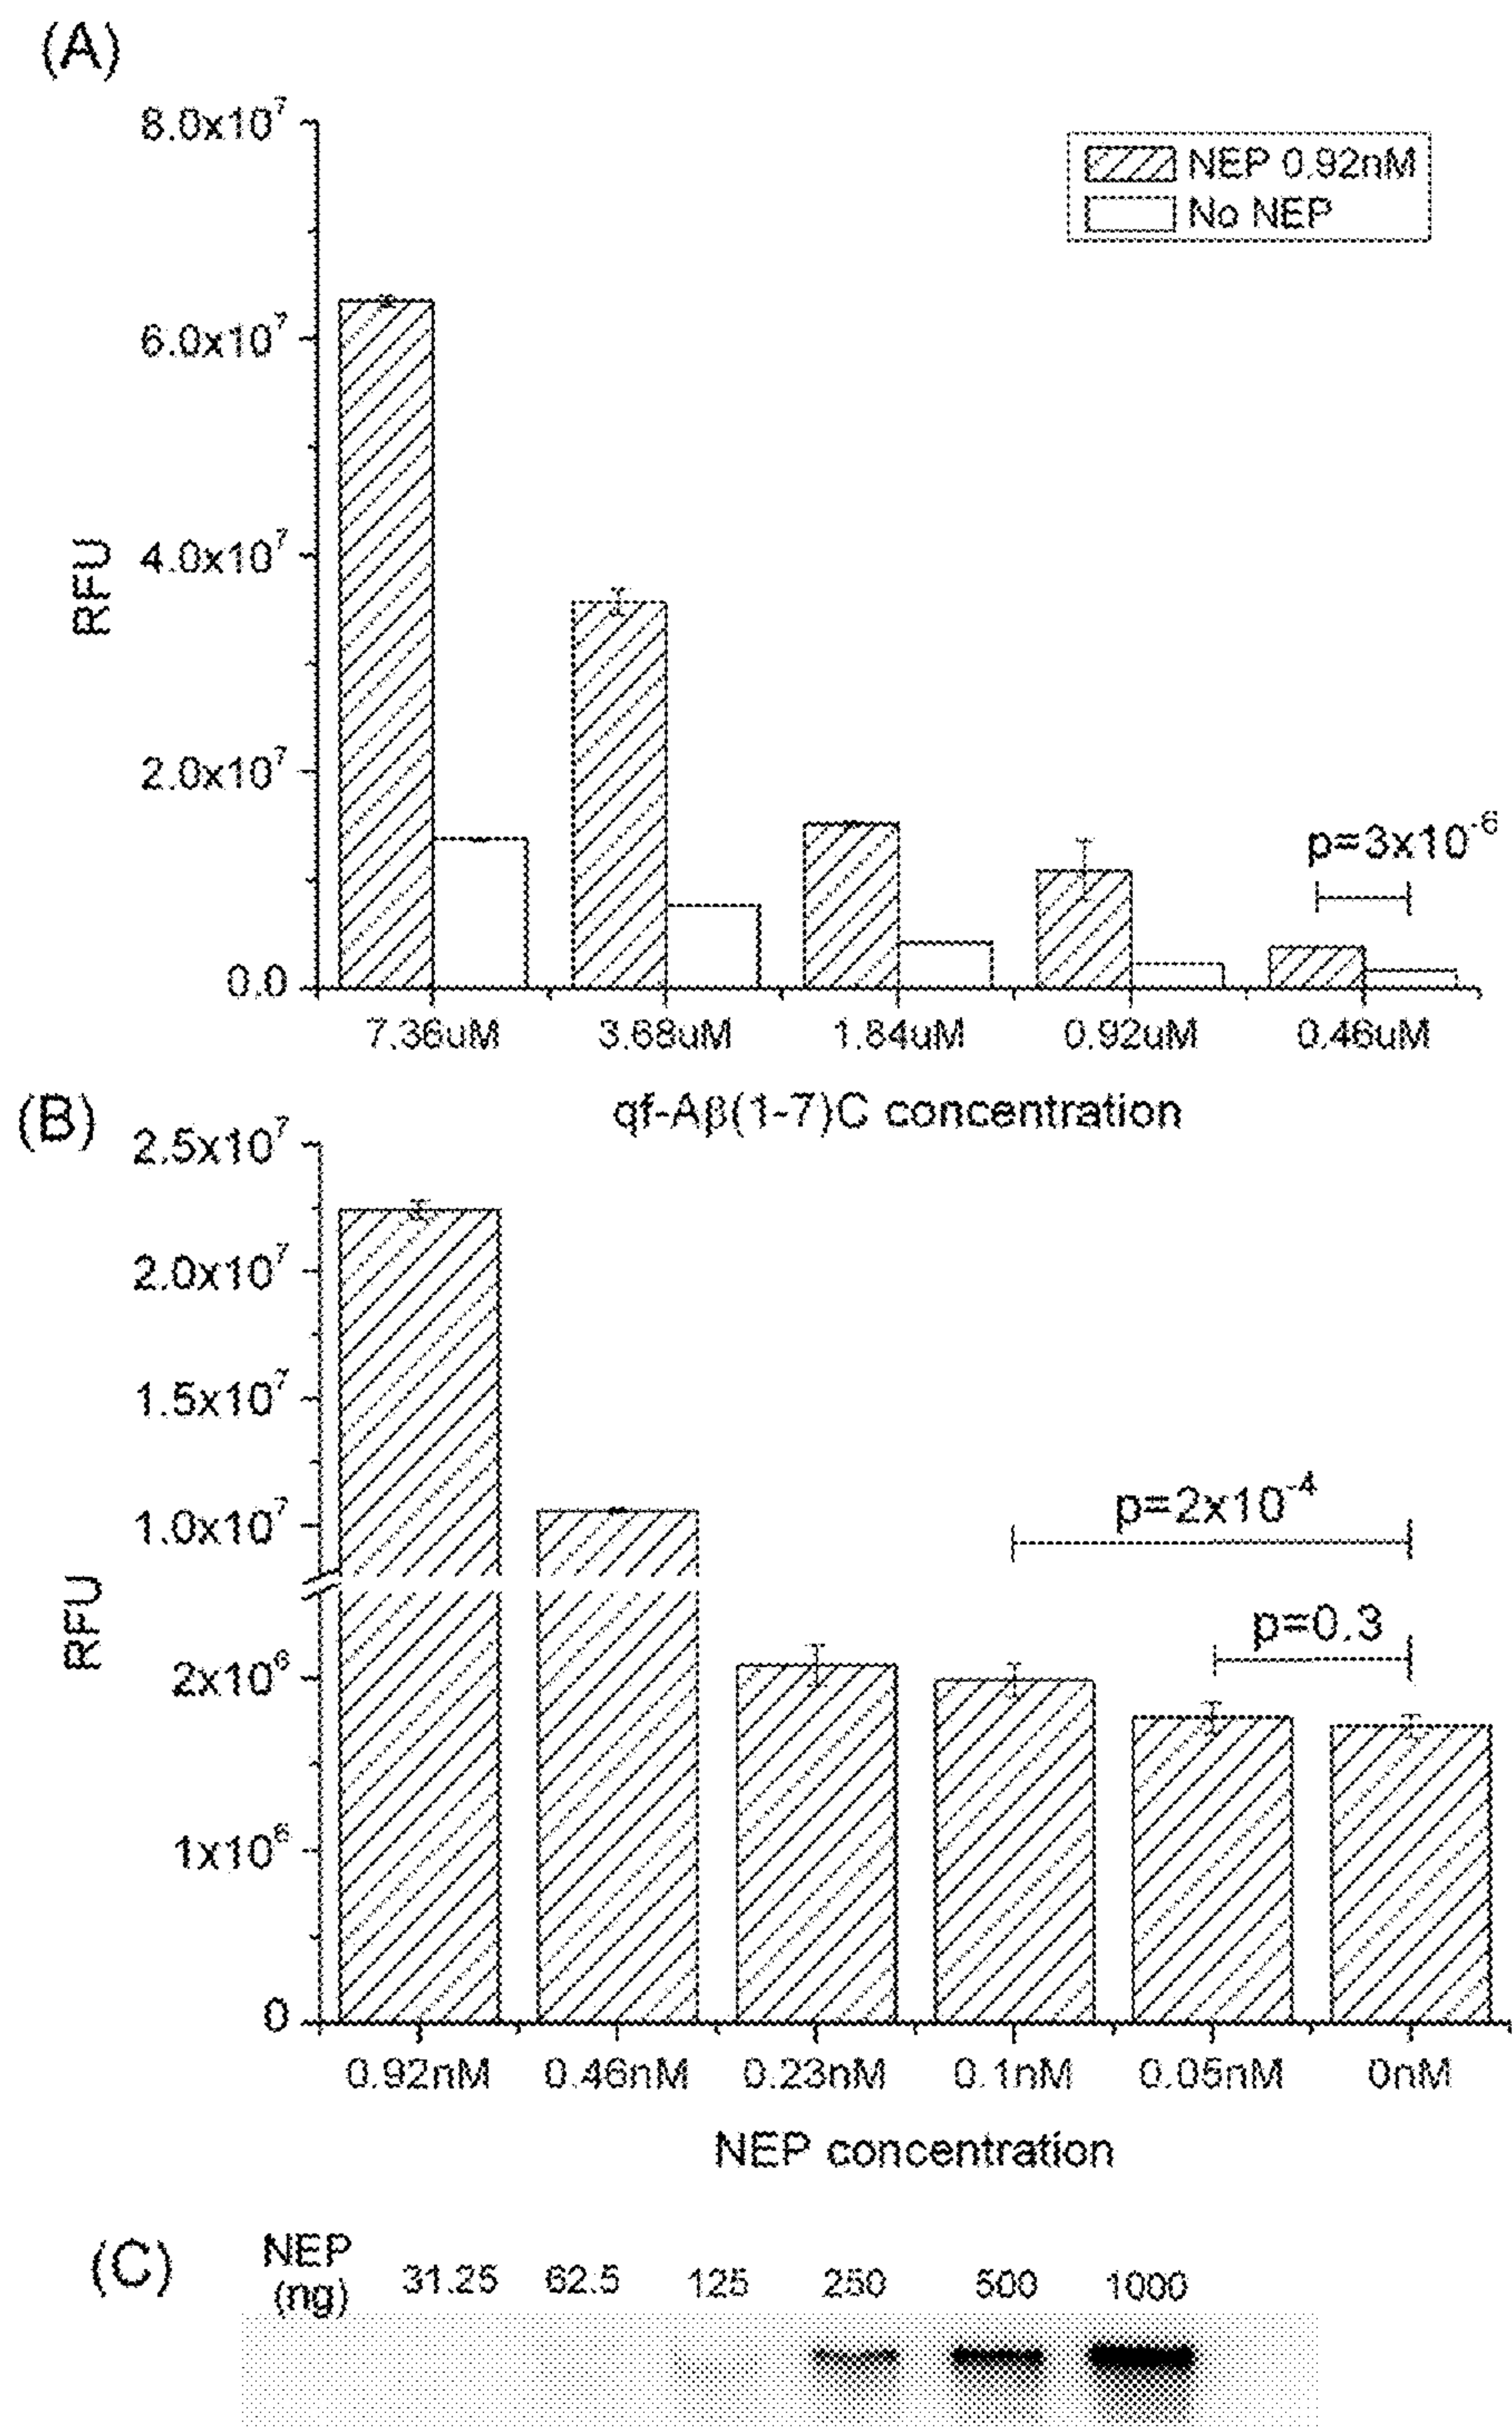 (A)
8.0x10⁷
6.0x10⁷
4.0x10⁷
2.0x10⁷
0.0
RFU
NEP 0.92nM
No NEP
p=3x10⁻⁶
7.36uM 3.68uM 1.84uM 0.92uM 0.46uM
qf-Aβ(1-7)C concentration
(B)
2.5x10⁷
2.0x10⁷
1.5x10⁷
1.0x10⁷
2x10⁶
1x10⁶
0
RFU
p=2x10⁻⁴
p=0.3
0.92nM 0.46nM 0.23nM 0.1nM 0.05nM 0nM
NEP concentration
(C)
NEP
(ng)
31.25 62.5 125 250 500 1000